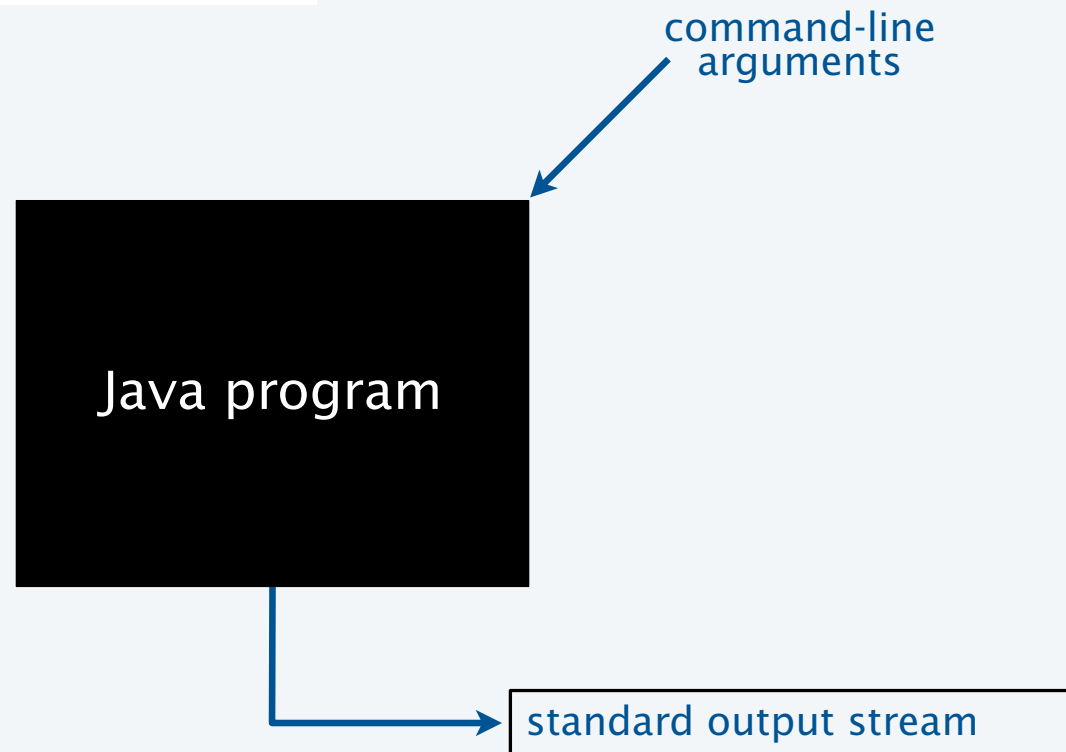 command-line
arguments
Java program
standard output stream